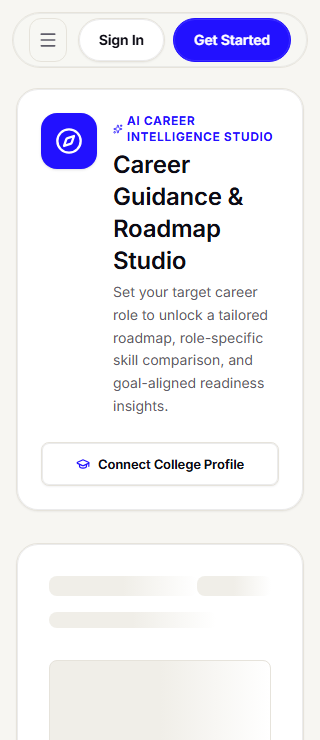 Sign In
Get Started
AI CAREER
INTELLIGENCE STUDIO
Career
Guidance &
Roadmap
Studio
Set your target career
role to unlock a tailored
roadmap, role-specific
skill comparison, and
goal-aligned readiness
insights.
Connect College Profile